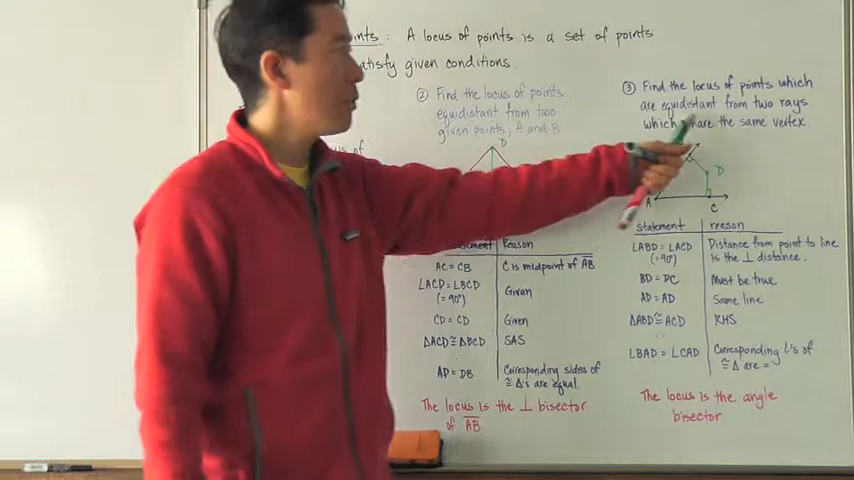 ints : A locus of points is a set of points
atisfy given conditions.
us of
② Find the locus of points
equidistant from two
given points, A and B
D
Reason
AC = CB C is midpoint of AB
∠ACD = ∠BCD Given
(= 90°)
CD = CD Given
△ACD ≅ △BCD SAS
∴
AD = DB Corresponding sides of
≅ △'s are equal.
The locus is the ⊥ bisector
of AB
③ Find the locus of points which
are equidistant from two rays
which share the same vertex.
D
A C
statement reason
∠ABD = ∠ACD Distance from point to line
(= 90°) is the ⊥ distance.
BD = DC Must be true
AD = AD Same line
△ABD ≅ ACD RHS
∴
∠BAD = ∠CAD Corresponding ∠'s of
≅ △ are =
The locus is the angle
bisector